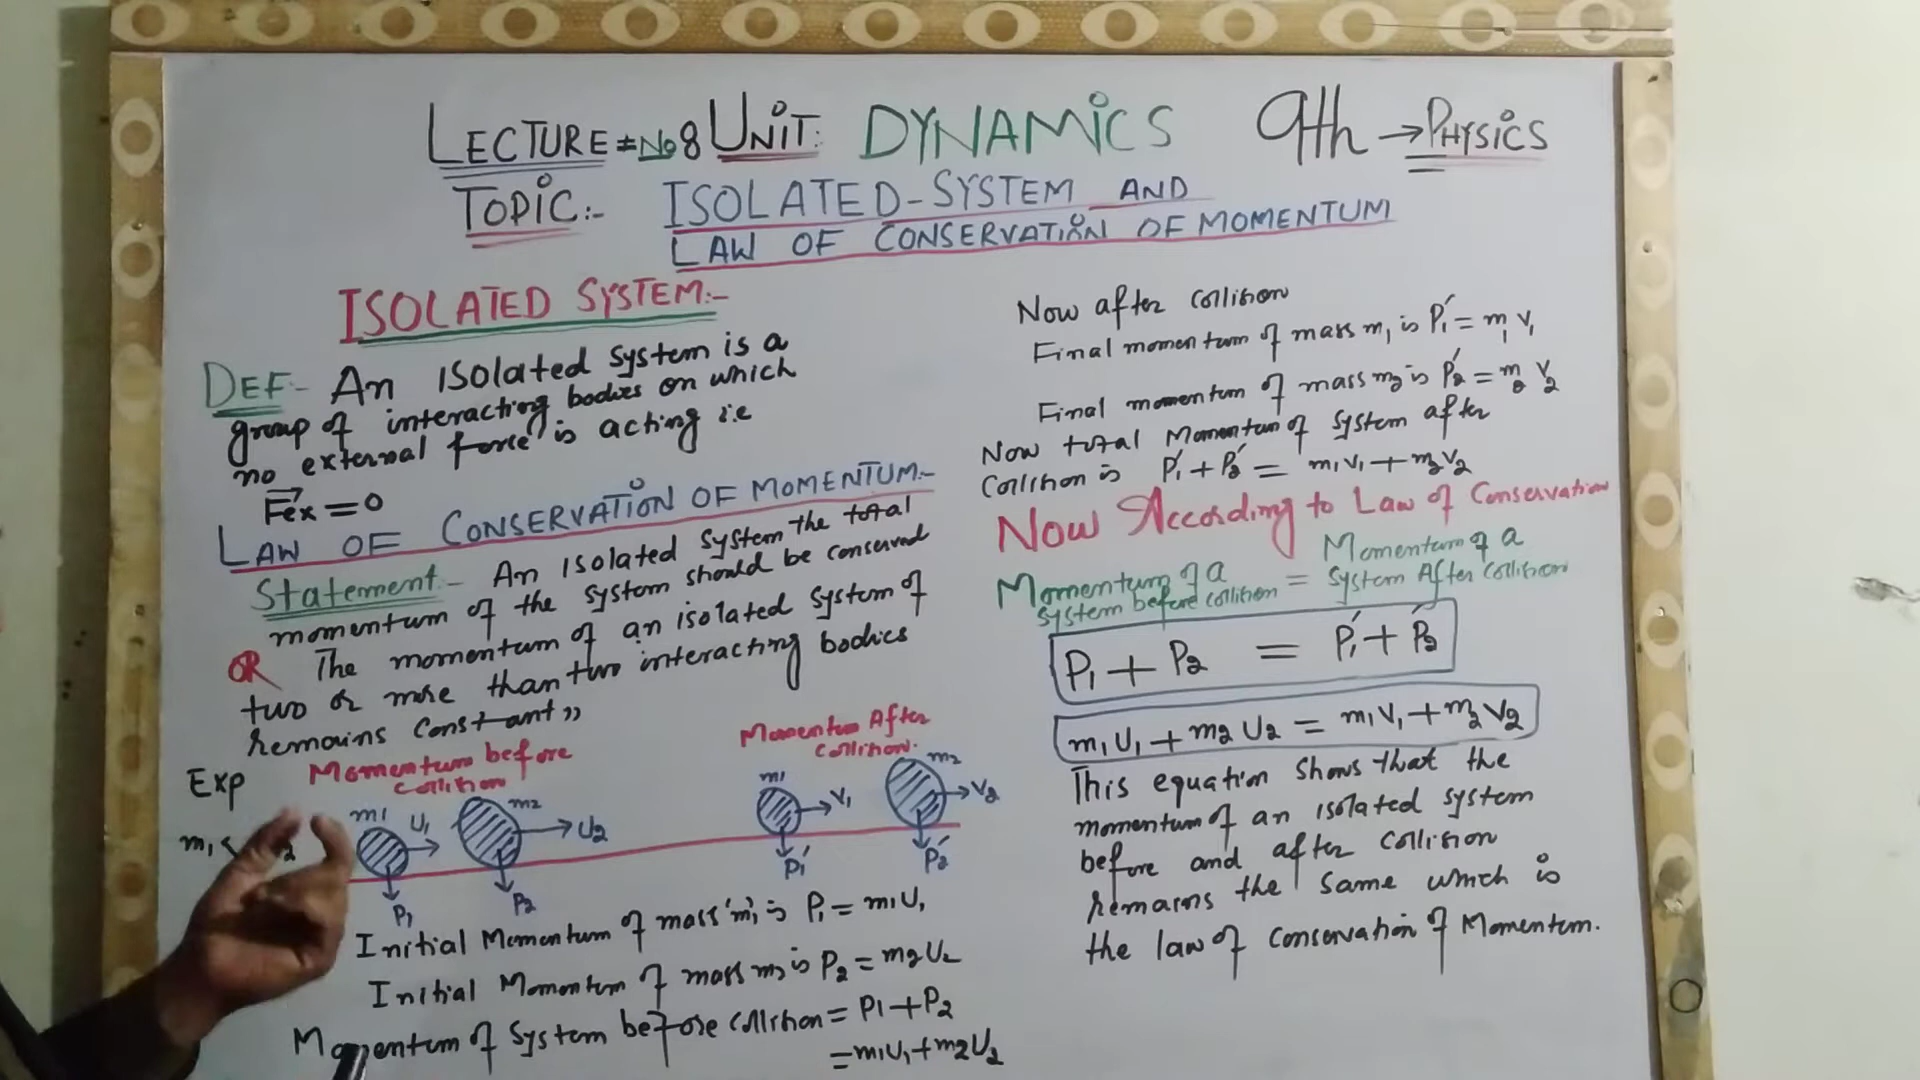 LECTURE =No 8 UNIT: DYNAMICS 9th → PHYSICS
TOPIC:- ISOLATED-SYSTEM AND
LAW OF CONSERVATION OF MOMENTUM
ISOLATED SYSTEM:-
DEF:- An isolated system is a
group of interacting bodies on which
no external force is acting i.e
F⃗ex = 0
LAW OF CONSERVATION OF MOMENTUM:-
Statement:- An isolated system the total
momentum of the system should be conserved
OR The momentum of an isolated system of
two or more than two interacting bodies
remains constant”
Exp Momentum before
collision
Momentum After
collision.
m1 < 2
m1 U1 m2 U2
P1 P2
m1 V1 m2 V2
P1′ P2′
Initial Momentum of mass 'm1' is P1 = m1U1
Initial Momentum of mass m2 is P2 = m2U2
Momentum of system before collision = P1+P2
=m1U1+m2U2
Now after collision
Final momentum of mass m1 is P1′ = m1V1
Final momentum of mass m2 is P2′ = m2V2
Now total Momentum of system after
collision is P1′ + P2′ = m1V1+m2V2
Now According to Law of Conservation
Momentum of a
system before collision = Momentum of a
system After collision
P1 + P2 = P1′ + P2′
m1U1 + m2U2 = m1V1 + m2V2
This equation shows that the
momentum of an isolated system
before and after collision
remains the same which is
the law of conservation of Momentum.